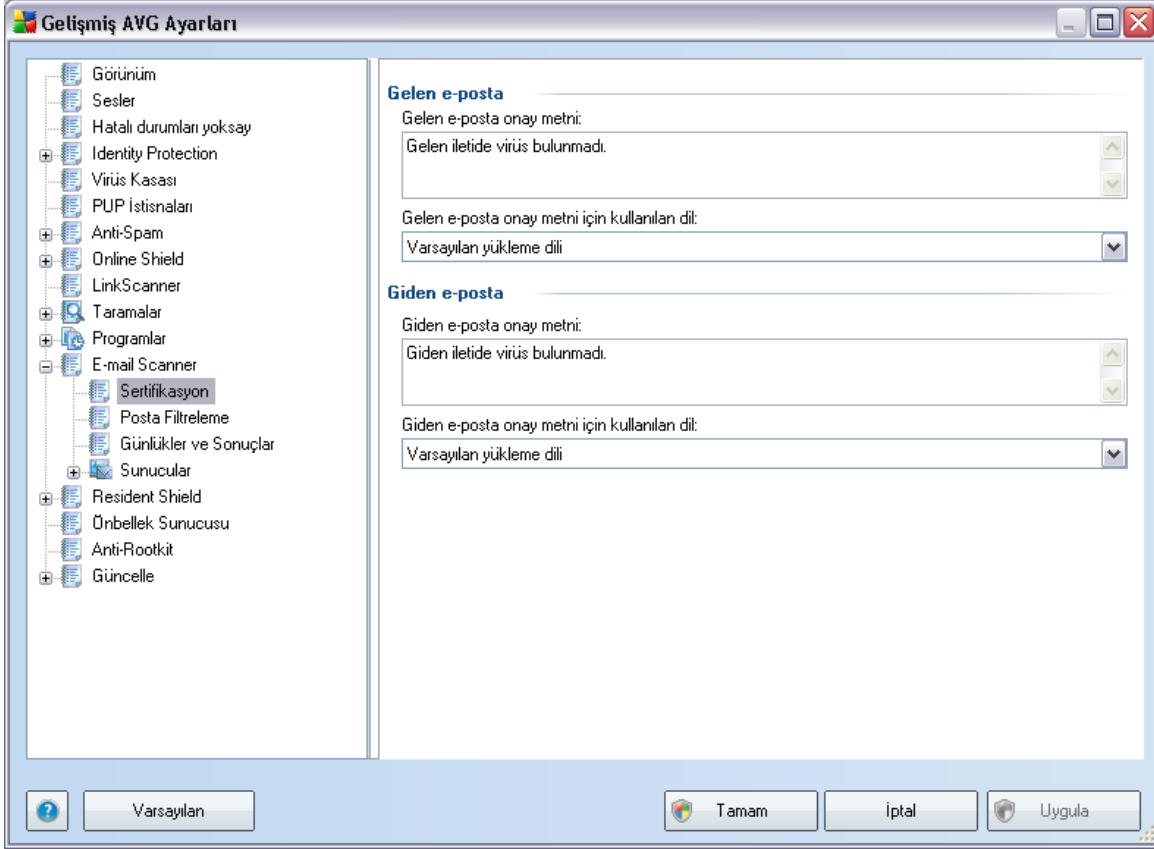 Gelişmiş AVG Ayarları
Görünüm
Sesler
Hatalı durumları yoksay
Identity Protection
Virüs Kasası
PUP İstisnaları
Anti-Spam
Online Shield
LinkScanner
Taramalar
Programlar
E-mail Scanner
Sertifikasyon
Posta Filtreleme
Günlükler ve Sonuçlar
Sunucular
Resident Shield
Önbellek Sunucusu
Anti-Rootkit
Güncelle
Gelen e-posta
Gelen e-posta onay metni:
Gelen iletide virüs bulunmadı.
Gelen e-posta onay metni için kullanılan dil:
Varsayılan yükleme dili
Giden e-posta
Giden e-posta onay metni:
Giden iletide virüs bulunmadı.
Giden e-posta onay metni için kullanılan dil:
Varsayılan yükleme dili
Varsayılan
Tamam
İptal
Uygula